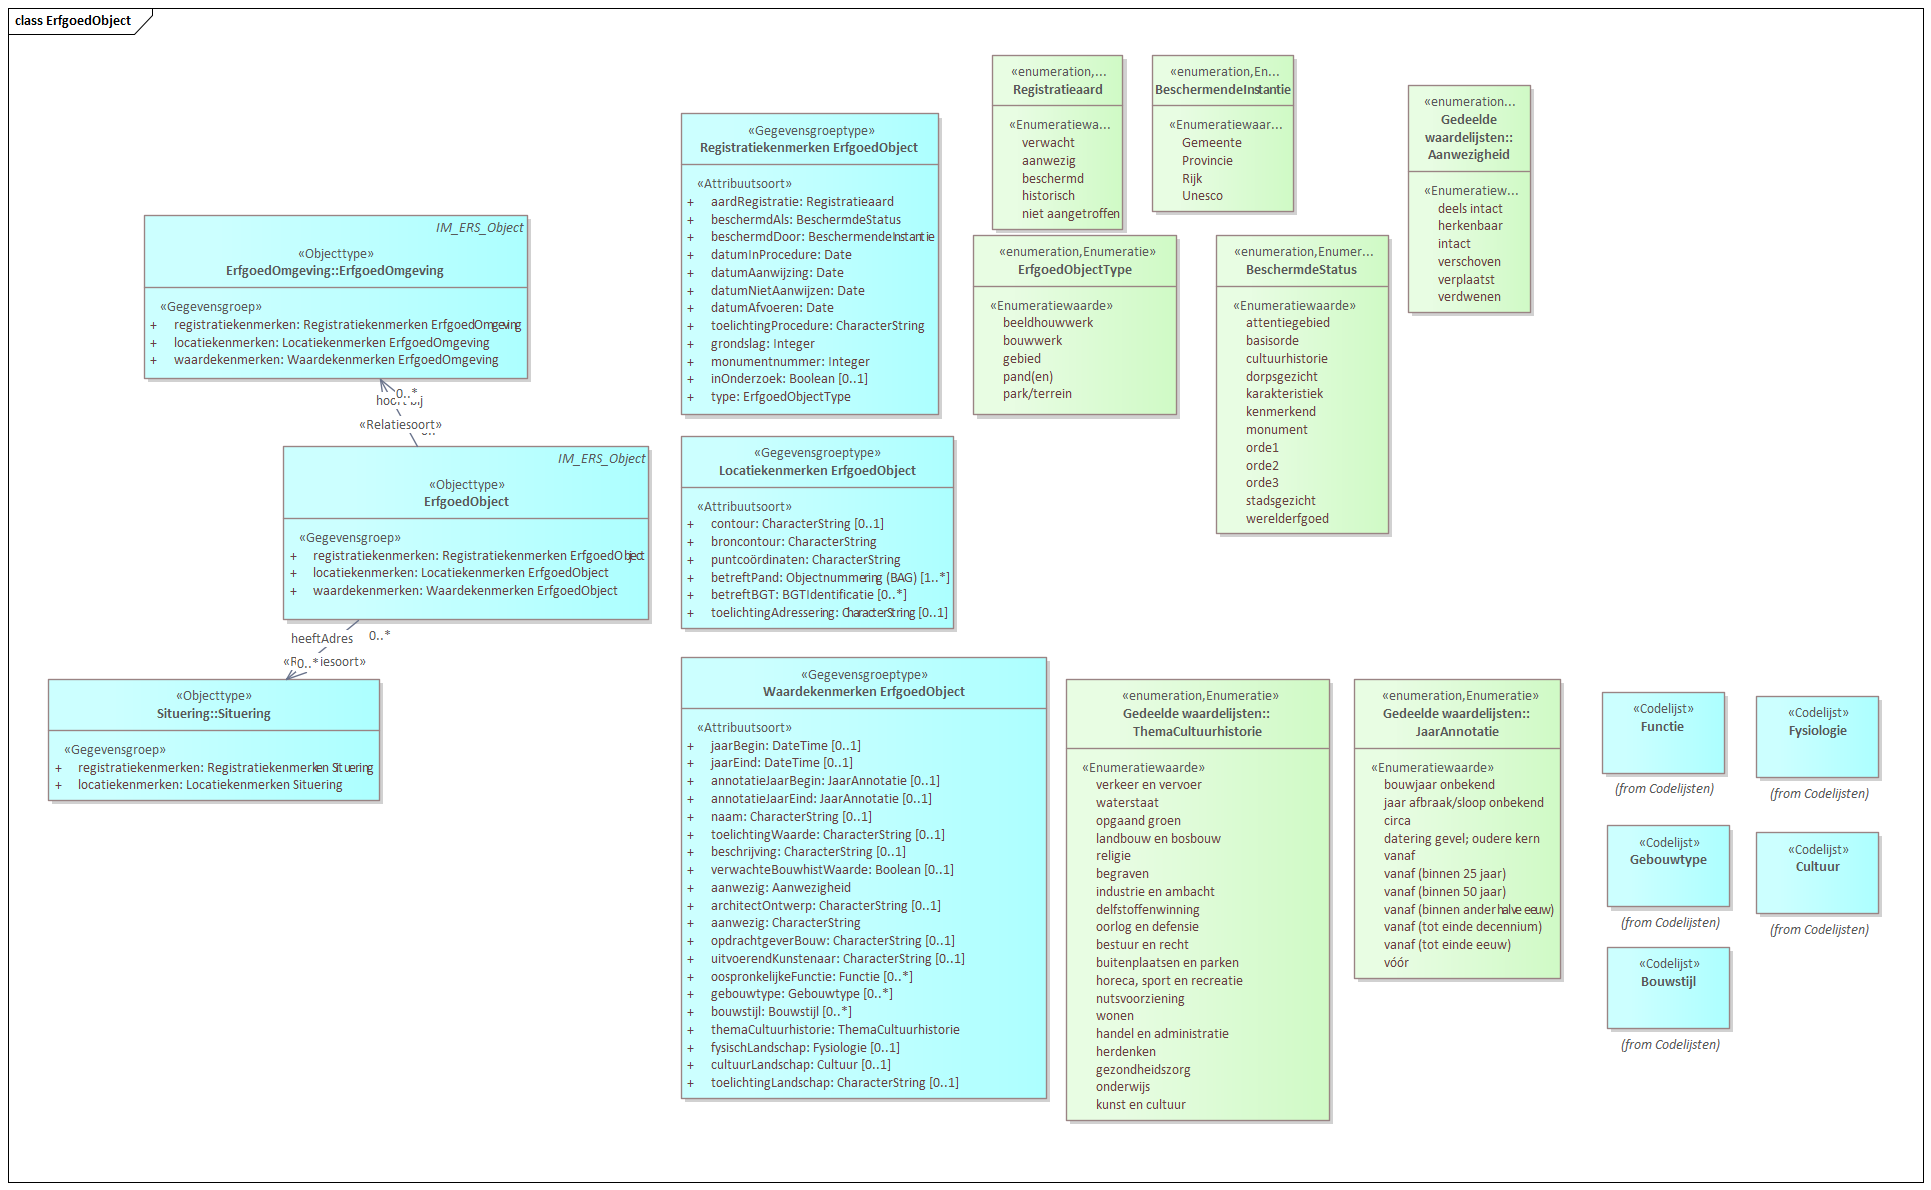 class ErfgoedObject
IM_ERS_Object
«Objecttype»
ErfgoedOmgeving::ErfgoedOmgeving
«Gegevensgroep»
+ registratiekenmerken: Registratiekenmerken ErfgoedOmgeving
+ locatiekenmerken: Locatiekenmerken ErfgoedOmgeving
+ waardekenmerken: Waardekenmerken ErfgoedOmgeving
0..*
hoort bij
«Relatiesoort»
IM_ERS_Object
«Objecttype»
ErfgoedObject
«Gegevensgroep»
+ registratiekenmerken: Registratiekenmerken ErfgoedObject
+ locatiekenmerken: Locatiekenmerken ErfgoedObject
+ waardekenmerken: Waardekenmerken ErfgoedObject
heeftAdres
0..*
«Relatiesoort»
0..*
«Objecttype»
Situering::Situering
«Gegevensgroep»
+ registratiekenmerken: Registratiekenmerken Situering
+ locatiekenmerken: Locatiekenmerken Situering
«Gegevensgroeptype»
Registratiekenmerken ErfgoedObject
«Attribuutsoort»
+ aardRegistratie: Registratieaard
+ beschermdAls: BeschermdeStatus
+ beschermdDoor: BeschermendeInstantie
+ datumInProcedure: Date
+ datumAanwijzing: Date
+ datumNietAanwijzen: Date
+ datumAfvoeren: Date
+ toelichtingProcedure: CharacterString
+ grondslag: Integer
+ monumentnummer: Integer
+ inOnderzoek: Boolean [0..1]
+ type: ErfgoedObjectType
«Gegevensgroeptype»
Locatiekenmerken ErfgoedObject
«Attribuutsoort»
+ contour: CharacterString [0..1]
+ broncontour: CharacterString
+ puntcoördinaten: CharacterString
+ betreftPand: Objectnummering (BAG) [1..*]
+ betreftBGT: BGTIdentificatie [0..*]
+ toelichtingAdressering: CharacterString [0..1]
«Gegevensgroeptype»
Waardekenmerken ErfgoedObject
«Attribuutsoort»
+ jaarBegin: DateTime [0..1]
+ jaarEind: DateTime [0..1]
+ annotatieJaarBegin: JaarAnnotatie [0..1]
+ annotatieJaarEind: JaarAnnotatie [0..1]
+ naam: CharacterString [0..1]
+ toelichtingWaarde: CharacterString [0..1]
+ beschrijving: CharacterString [0..1]
+ verwachteBouwhistWaarde: Boolean [0..1]
+ aanwezig: Aanwezigheid
+ architectOntwerp: CharacterString [0..1]
+ aanwezig: CharacterString
+ opdrachtgeverBouw: CharacterString [0..1]
+ uitvoerendKunstenaar: CharacterString [0..1]
+ oospronkelijkeFunctie: Functie [0..*]
+ gebouwtype: Gebouwtype [0..*]
+ bouwstijl: Bouwstijl [0..*]
+ themaCultuurhistorie: ThemaCultuurhistorie
+ fysischLandschap: Fysiologie [0..1]
+ cultuurLandschap: Cultuur [0..1]
+ toelichtingLandschap: CharacterString [0..1]
«enumeration,...
Registratieaard
«Enumeratiewa...
verwacht
aanwezig
beschermd
historisch
niet aangetroffen
«enumeration,En...
BeschermendeInstantie
«Enumeratiewaar...
Gemeente
Provincie
Rijk
Unesco
«enumeration...
Gedeelde
waardelijsten::
Aanwezigheid
«Enumeratiew...
deels intact
herkenbaar
intact
verschoven
verplaatst
verdwenen
«enumeration,Enumeratie»
ErfgoedObjectType
«Enumeratiewaarde»
beeldhouwwerk
bouwwerk
gebied
pand(en)
park/terrein
«enumeration,Enumer...
BeschermdeStatus
«Enumeratiewaarde»
attentiegebied
basisorde
cultuurhistorie
dorpsgezicht
karakteristiek
kenmerkend
monument
orde1
orde2
orde3
stadsgezicht
werelderfgoed
«enumeration,Enumeratie»
Gedeelde waardelijsten::
ThemaCultuurhistorie
«Enumeratiewaarde»
verkeer en vervoer
waterstaat
opgaand groen
landbouw en bosbouw
religie
begraven
industrie en ambacht
delfstoffenwinning
oorlog en defensie
bestuur en recht
buitenplaatsen en parken
horeca, sport en recreatie
nutsvoorziening
wonen
handel en administratie
herdenken
gezondheidszorg
onderwijs
kunst en cultuur
«enumeration,Enumeratie»
Gedeelde waardelijsten::
JaarAnnotatie
«Enumeratiewaarde»
bouwjaar onbekend
jaar afbraak/sloop onbekend
circa
datering gevel; oudere kern
vanaf
vanaf (binnen 25 jaar)
vanaf (binnen 50 jaar)
vanaf (binnen anderhalve eeuw)
vanaf (tot einde decennium)
vanaf (tot einde eeuw)
vóór
«Codelijst»
Functie
(from Codelijsten)
«Codelijst»
Fysiologie
(from Codelijsten)
«Codelijst»
Gebouwtype
(from Codelijsten)
«Codelijst»
Cultuur
(from Codelijsten)
«Codelijst»
Bouwstijl
(from Codelijsten)